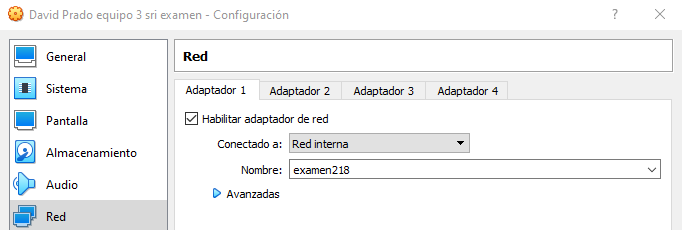 David Prado equipo 3 sri examen - Configuración
?
General
Sistema
Pantalla
Almacenamiento
Audio
Red
Red
Adaptador 1 Adaptador 2 Adaptador 3 Adaptador 4
Habilitar adaptador de red
Conectado a: Red interna
Nombre: examen218
Avanzadas